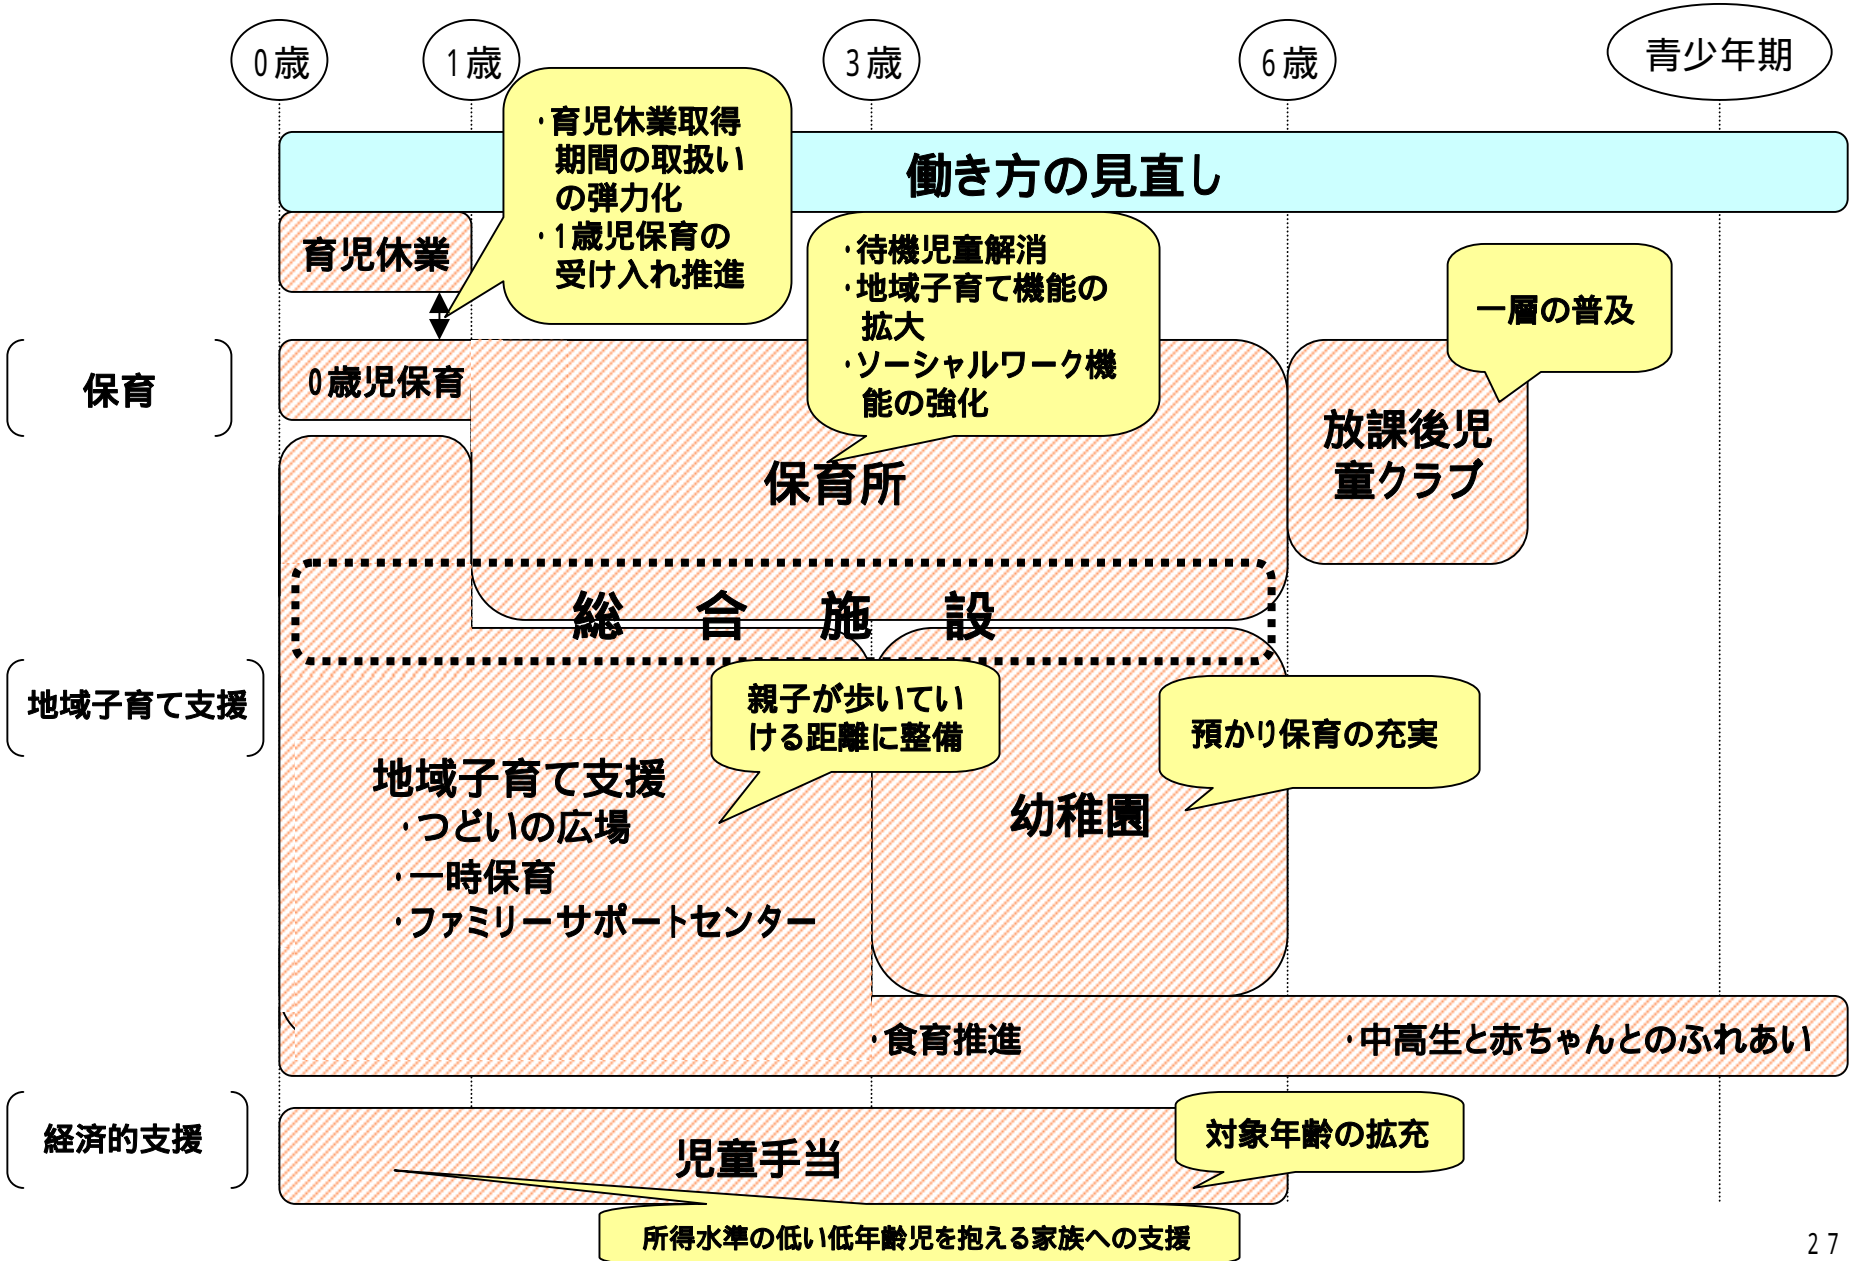 0歳
1歳
3歳
6歳
青少年期
・育児休業取得
期間の取扱い
の弾力化
・1歳児保育の
受け入れ推進
働き方の見直し
育児休業
・待機児童解消
・地域子育て機能の
拡大
・ソーシャルワーク機
能の強化
一層の普及
保育
0歳児保育
保育所
放課後児
童クラブ
総合施設
地域子育て支援
親子が歩いてい
ける距離に整備
預かり保育の充実
地域子育て支援
・つどいの広場
・一時保育
・ファミリーサポートセンター
幼稚園
・食育推進
・中高生と赤ちゃんとのふれあい
経済的支援
児童手当
対象年齢の拡充
所得水準の低い低年齢児を抱える家族への支援
27